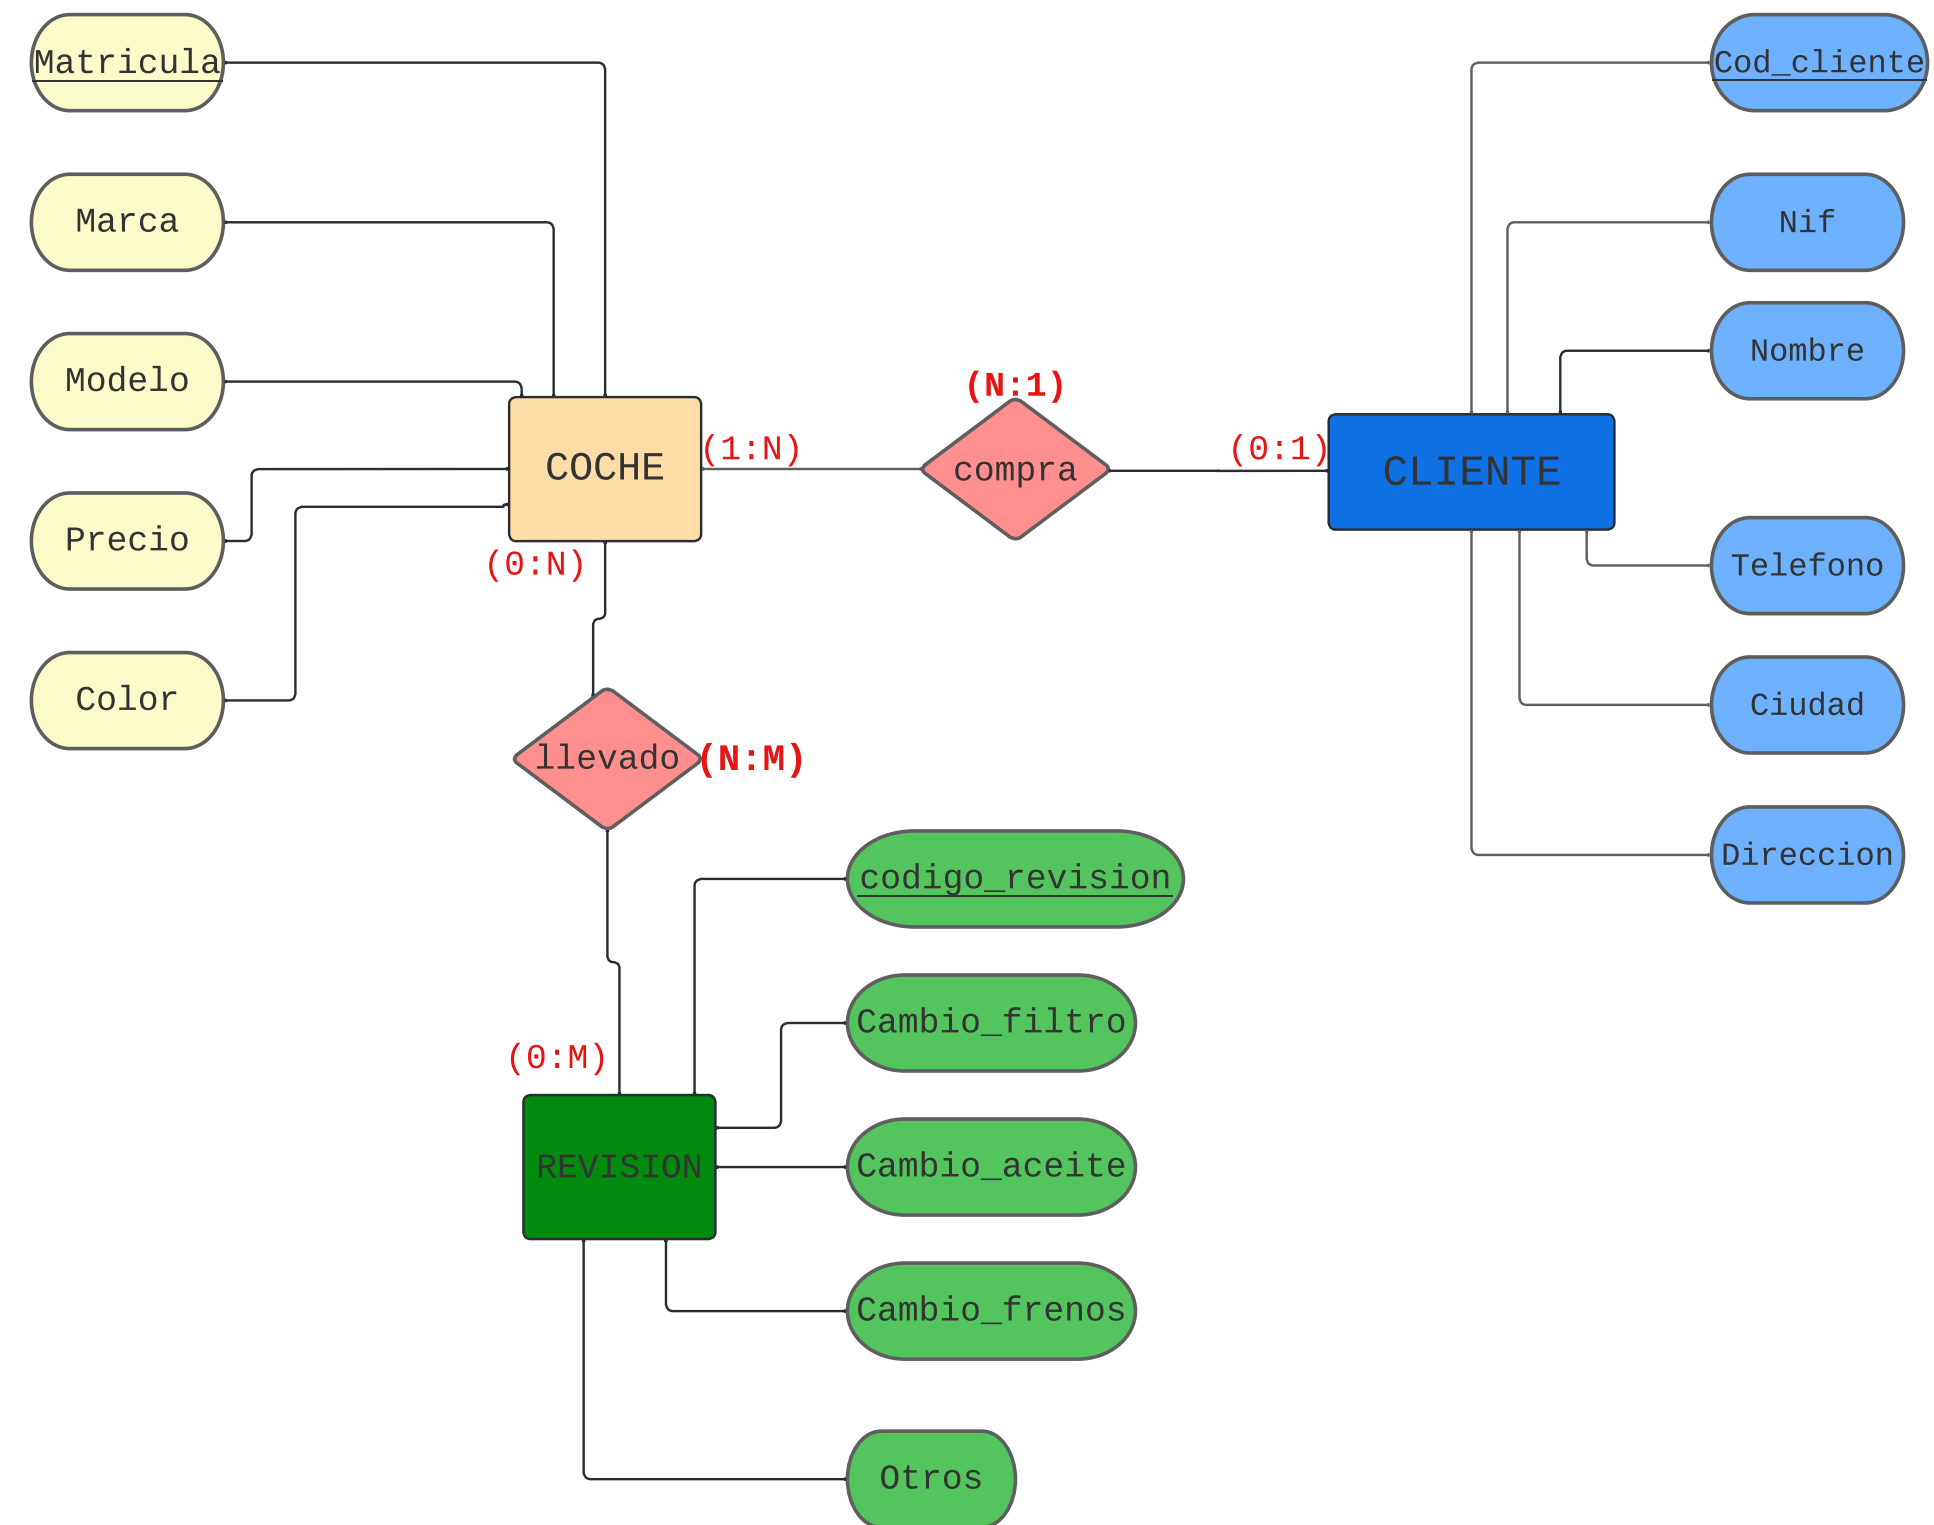 Matricula
Cod_cliente
Marca
Nif
Nombre
Modelo
(N:1)
COCHE
(1:N)
compra
(0:1)
CLIENTE
Precio
(0:N)
Telefono
Color
Ciudad
llevado
(N:M)
Direccion
codigo_revision
Cambio_filtro
(0:M)
REVISION
Cambio_aceite
Cambio_frenos
Otros